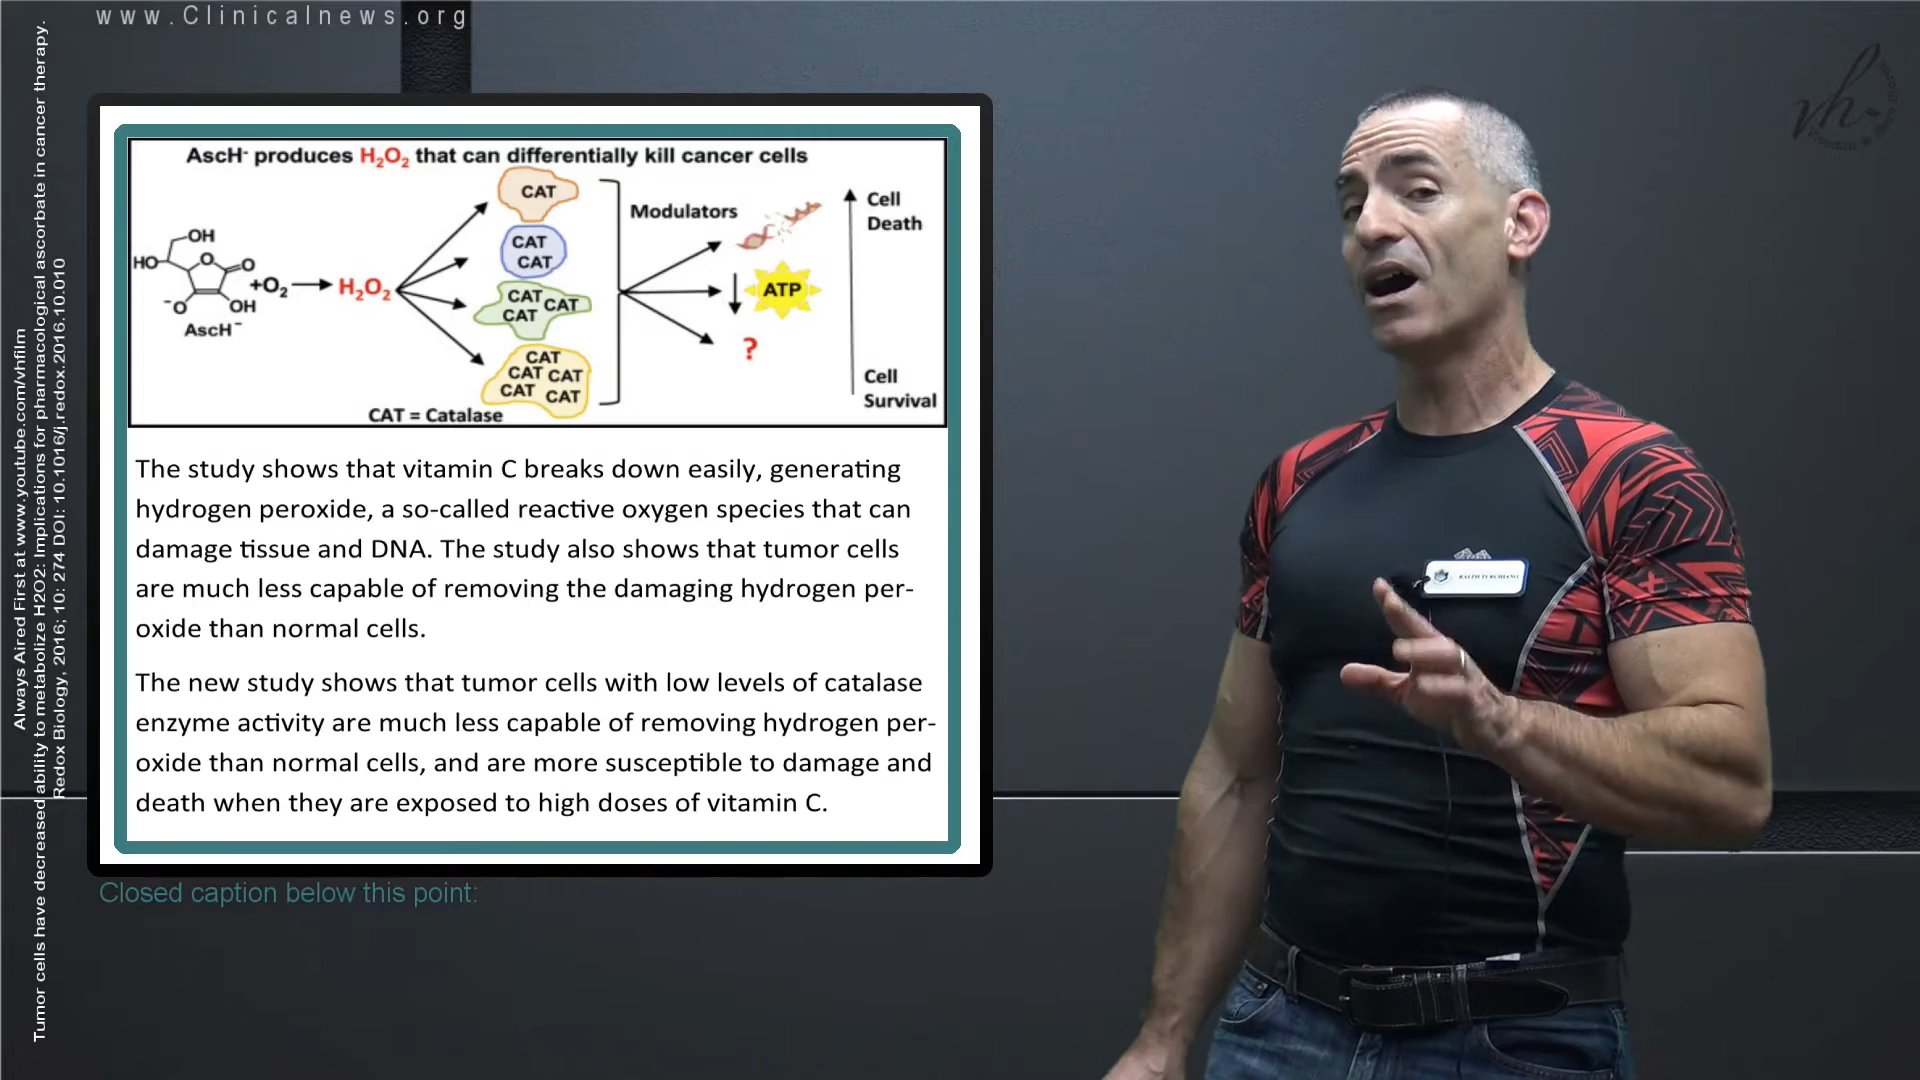 www.Clinicalnews.org
Tumor cells have decreased ability to metabolize H2O2: Implications for pharmacological ascorbate in cancer therapy.
Redox Biology, 2016; 10: 274 DOI: 10.1016/j.redox.2016.10.010
Always Aired First at www.youtube.com/vhfilm
AscH⁻ produces H₂O₂ that can differentially kill cancer cells
OH
HO
O
O
⁻O
OH
AscH⁻
+O₂
H₂O₂
CAT
CAT
CAT
CAT
CAT
CAT
CAT
CAT CAT
CAT
CAT
CAT = Catalase
Modulators
ATP
?
Cell
Death
Cell
Survival
The study shows that vitamin C breaks down easily, generating
hydrogen peroxide, a so-called reactive oxygen species that can
damage tissue and DNA. The study also shows that tumor cells
are much less capable of removing the damaging hydrogen per-
oxide than normal cells.
The new study shows that tumor cells with low levels of catalase
enzyme activity are much less capable of removing hydrogen per-
oxide than normal cells, and are more susceptible to damage and
death when they are exposed to high doses of vitamin C.
Closed caption below this point:
vh-
RALPH TURCHIANO